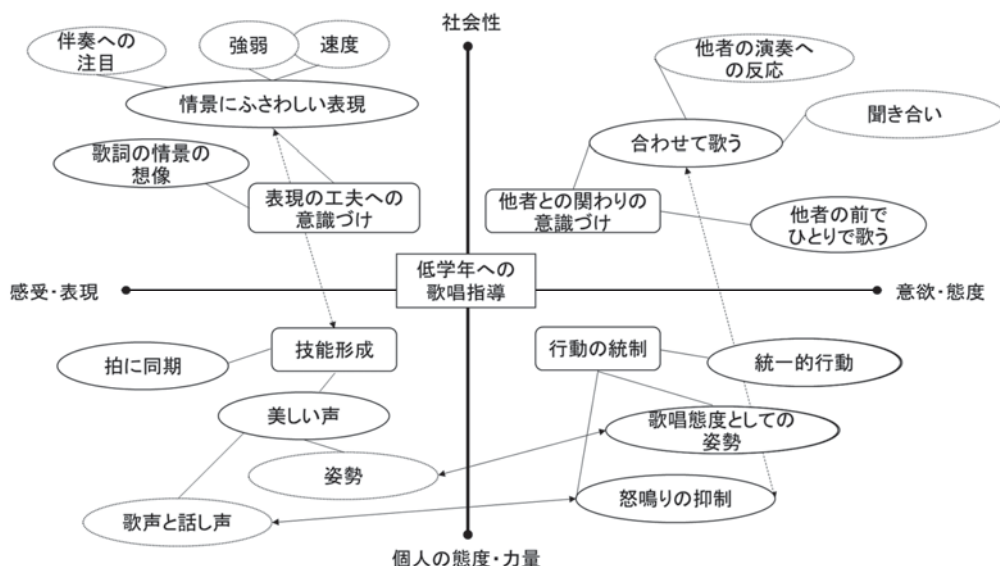 社会性
伴奏への
注目
強弱
速度
情景にふさわしい表現
歌詞の情景の
想像
表現の工夫への
意識づけ
他者の演奏へ
の反応
聞き合い
合わせて歌う
他者との関わりの
意識づけ
他者の前で
ひとりで歌う
感受・表現
低学年への
歌唱指導
意欲・態度
技能形成
拍に同期
美しい声
姿勢
歌声と話し声
行動の統制
統一的行動
歌唱態度としての
姿勢
怒鳴りの抑制
個人の態度・力量